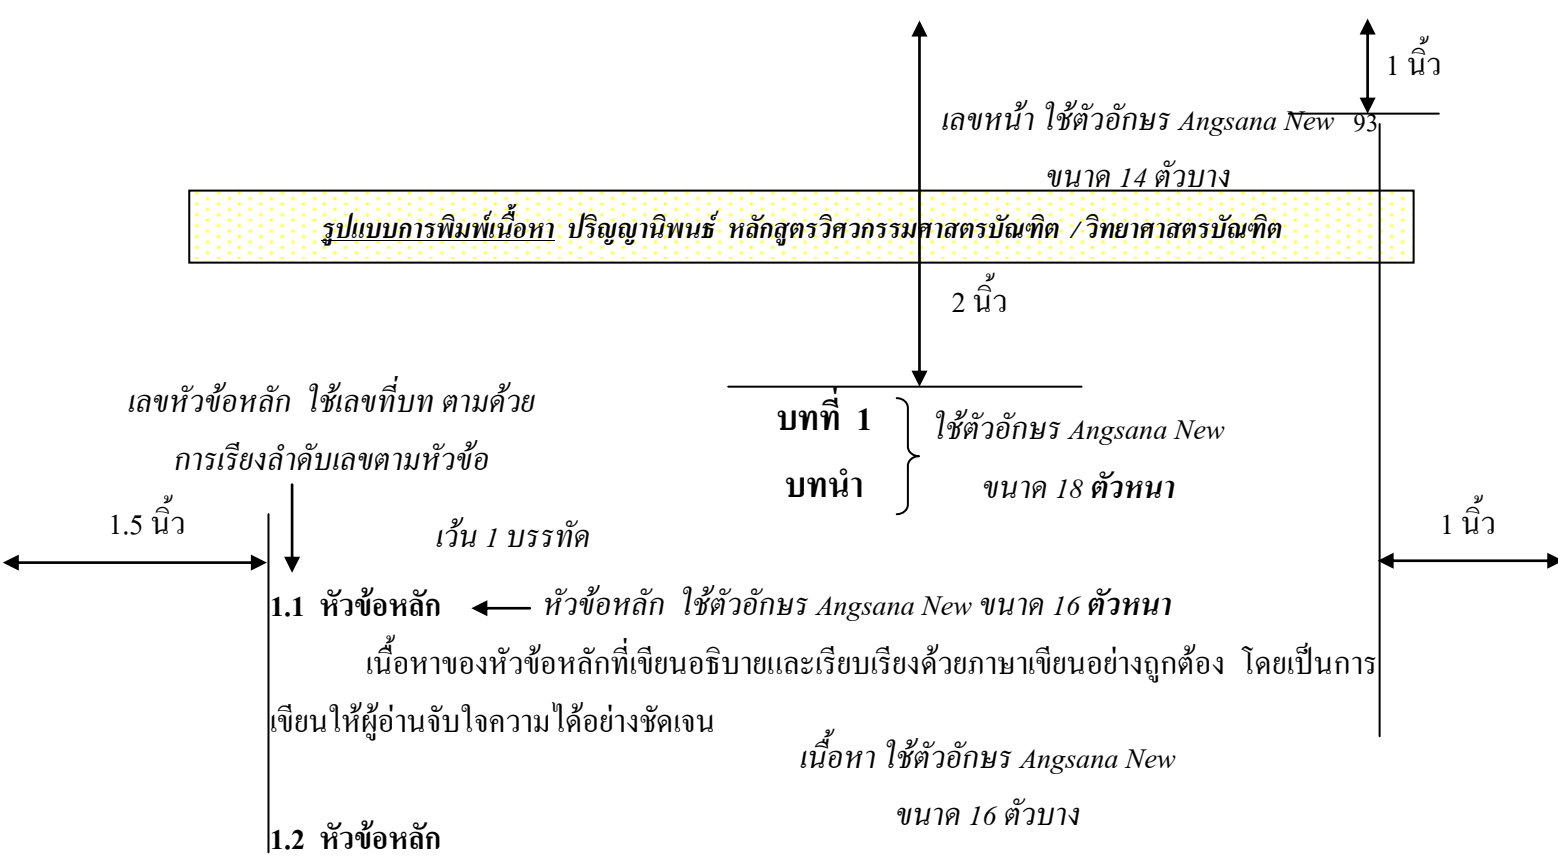 1 นิ้ว
เลขหน้า ใช้ตัวอักษร Angsana New 93
ขนาด 14 ตัวบาง
รูปแบบการพิมพ์เนื้อหา ปริญญานิพนธ์ หลักสูตรวิศวกรรมศาสตรบัณฑิต / วิทยาศาสตรบัณฑิต
2 นิ้ว
เลขหัวข้อหลัก ใช้เลขที่บท ตามด้วย
การเรียงลำดับเลขตามหัวข้อ
บทที่ 1
บทนำ
ใช้ตัวอักษร Angsana New
ขนาด 18 ตัวหนา
1.5 นิ้ว
เว้น 1 บรรทัด
1 นิ้ว
1.1 หัวข้อหลัก
หัวข้อหลัก ใช้ตัวอักษร Angsana New ขนาด 16 ตัวหนา
เนื้อหาของหัวข้อหลักที่เขียนอธิบายและเรียบเรียงด้วยภาษาเขียนอย่างถูกต้อง โดยเป็นการ
เขียนให้ผู้อ่านจับใจความได้อย่างชัดเจน
เนื้อหา ใช้ตัวอักษร Angsana New
ขนาด 16 ตัวบาง
1.2 หัวข้อหลัก